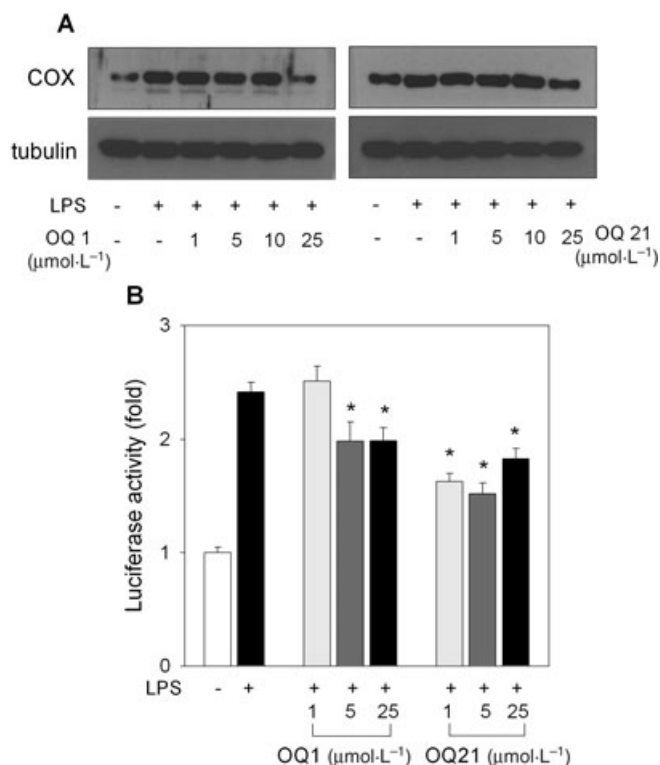 A
COX
tubulin
LPS - + + + + + - + + + + +
OQ 1 - - 1 5 10 25 - - 1 5 10 25 OQ 21
(μmol·L⁻¹) (μmol·L⁻¹)
B
3
2
1
0
Luciferase activity (fold)
* * * * *
LPS - + + + + + + +
1 5 25 1 5 25
OQ1 (μmol·L⁻¹) OQ21 (μmol·L⁻¹)